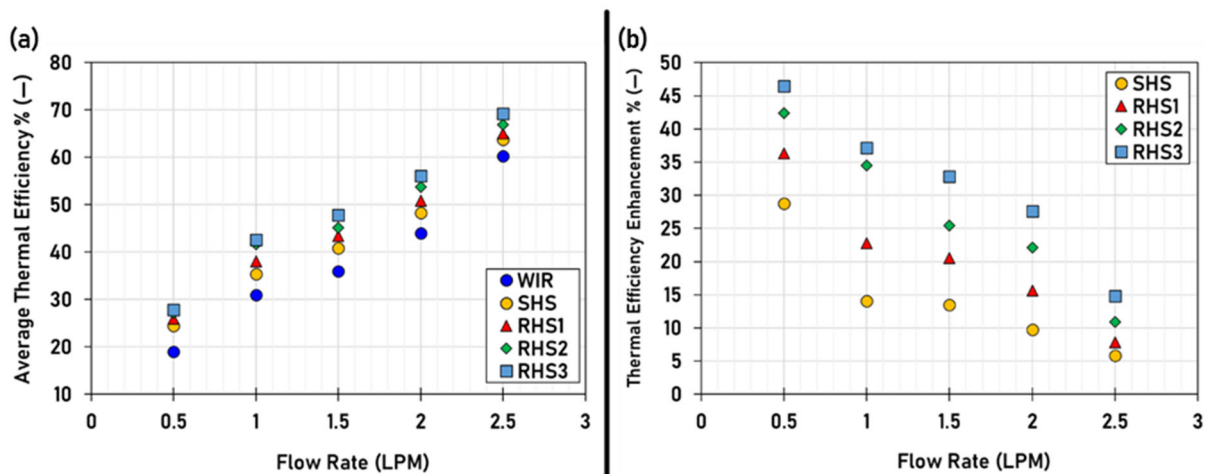 (a)
Average Thermal Efficiency % (—)
80
70
60
50
40
30
20
10
0
0.5
1
1.5
2
2.5
3
Flow Rate (LPM)
WIR
SHS
RHS1
RHS2
RHS3
(b)
Thermal Efficiency Enhancement % (—)
50
45
40
35
30
25
20
15
10
5
0
0
0.5
1
1.5
2
2.5
3
Flow Rate (LPM)
SHS
RHS1
RHS2
RHS3